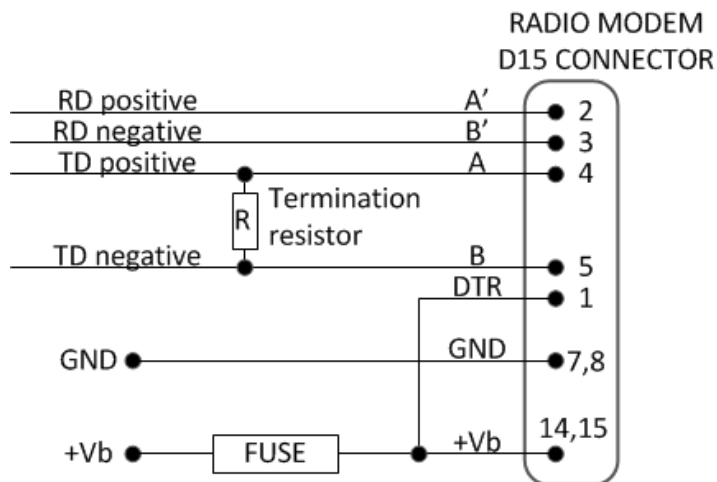 RADIO MODEM
D15 CONNECTOR
RD positive A’ 2
RD negative B’ 3
TD positive A 4
R Termination
resistor
TD negative B 5
DTR 1
GND GND 7,8
+Vb FUSE +Vb 14,15